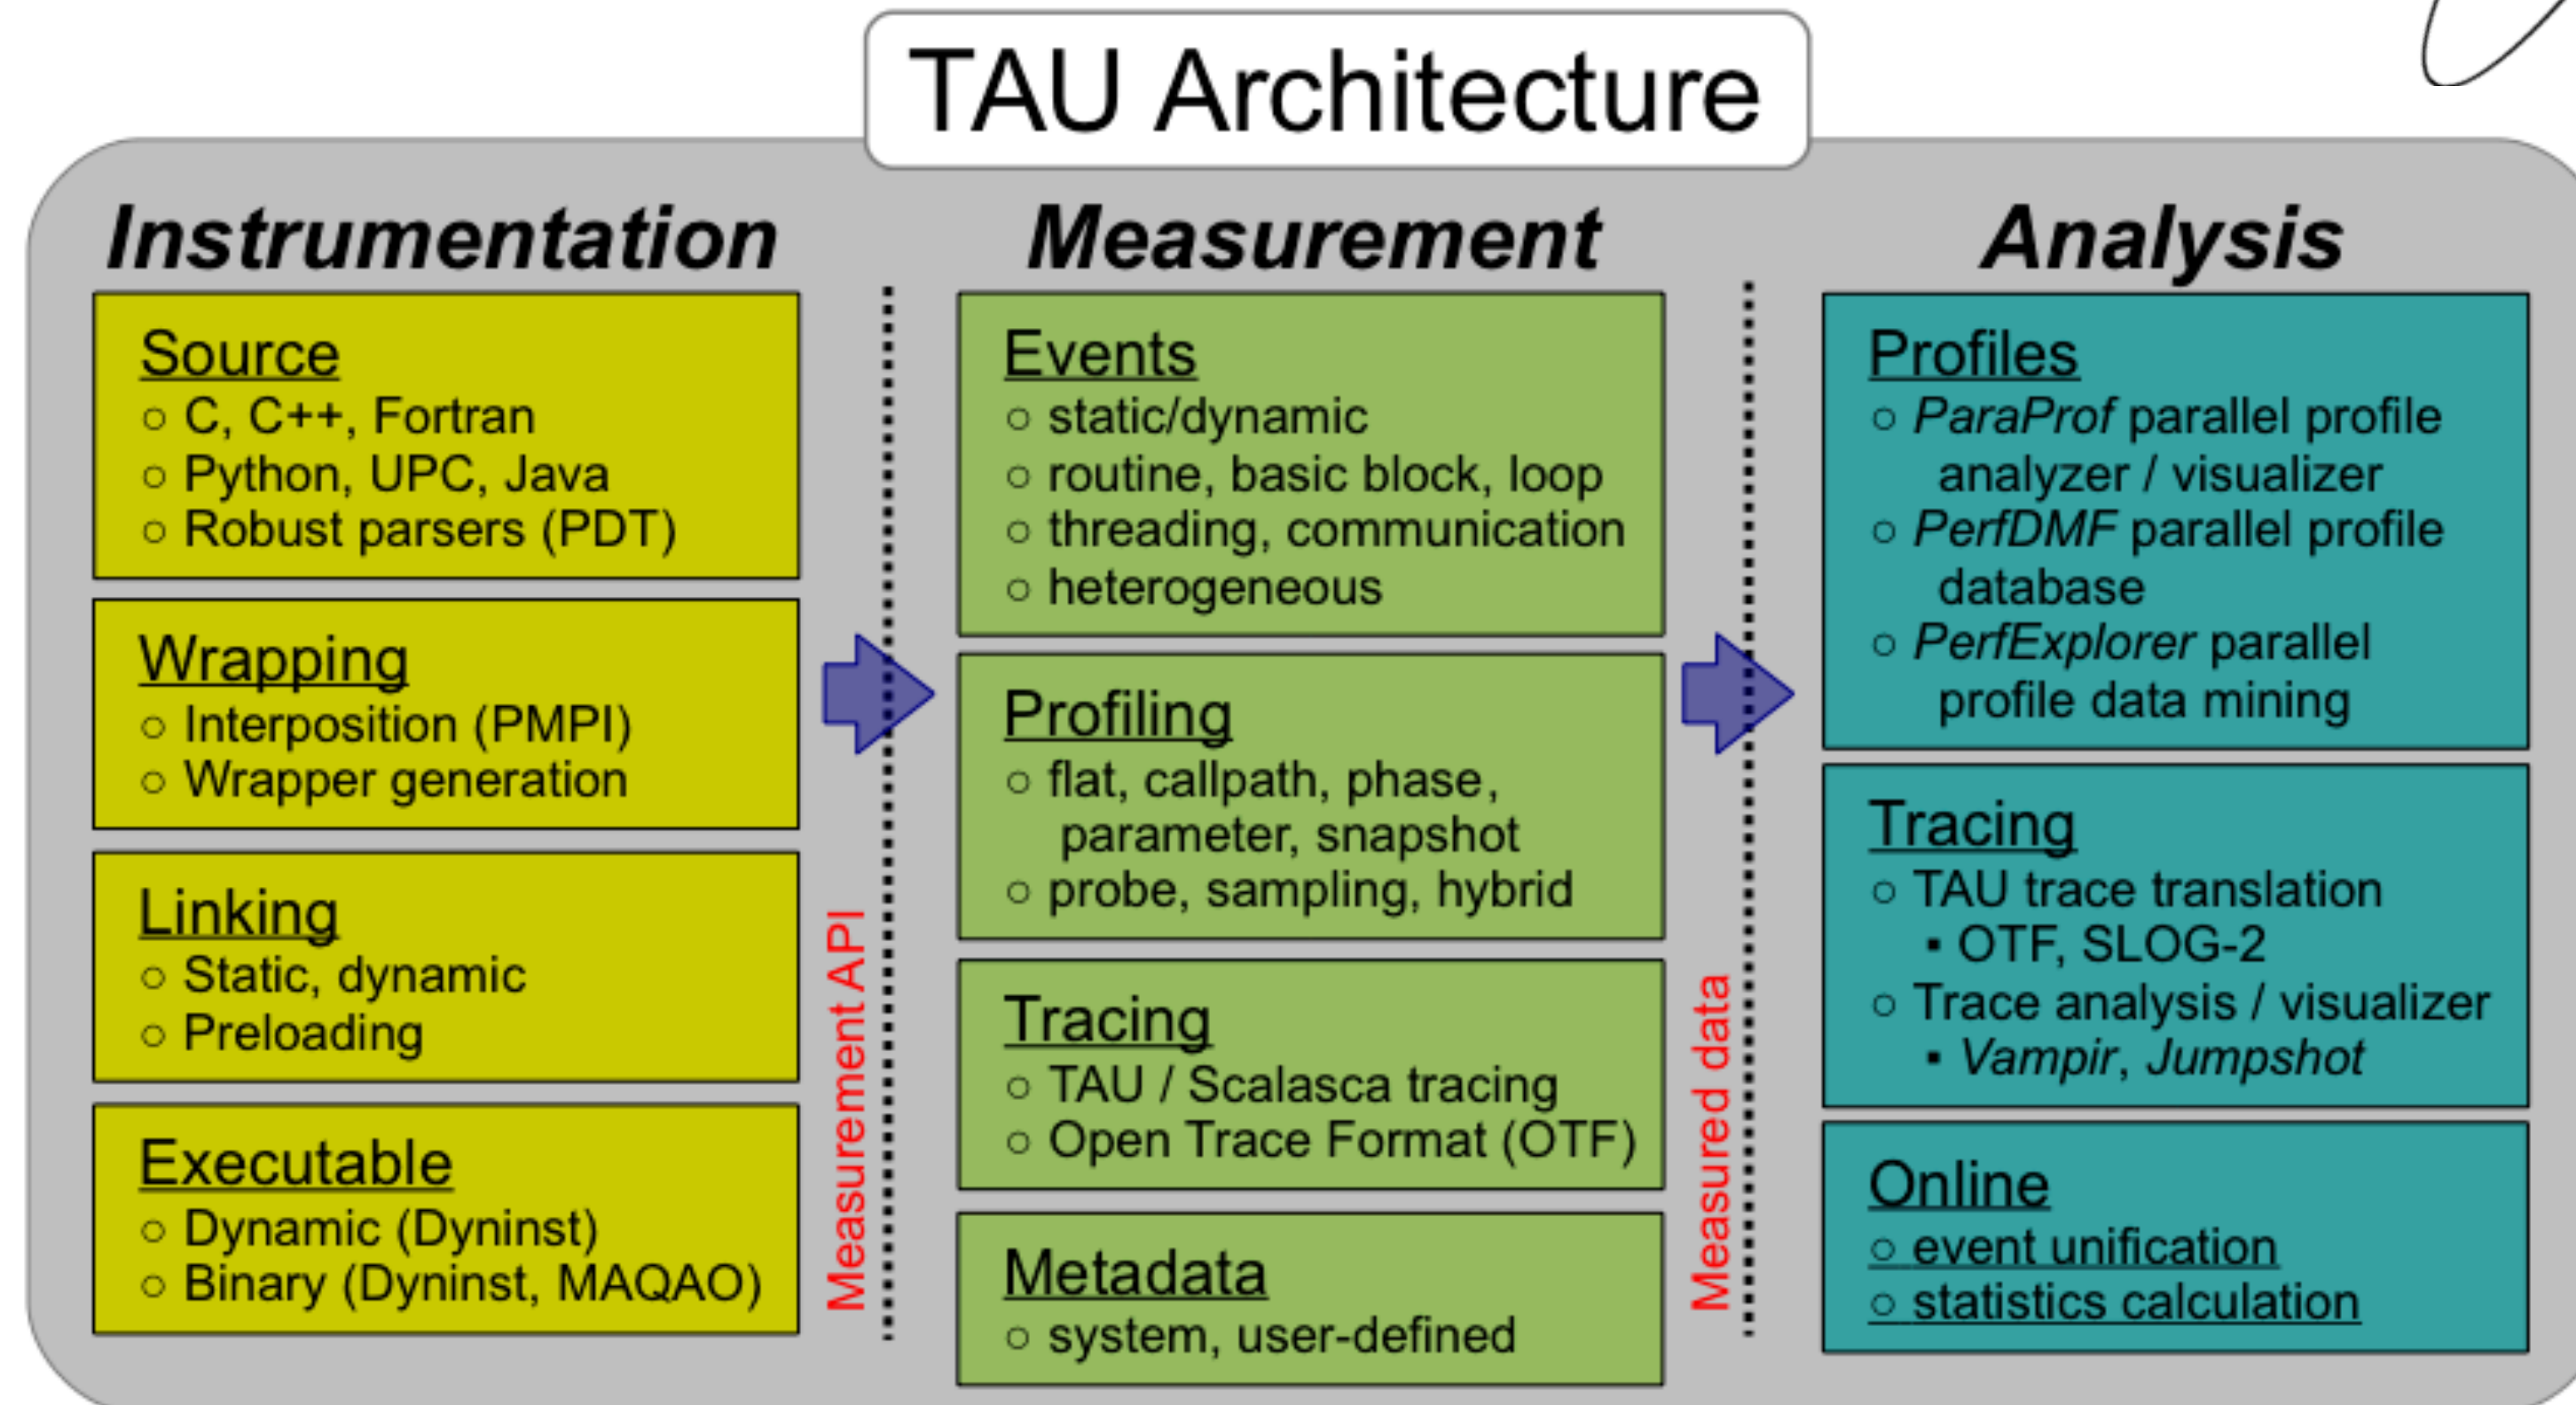 TAU Architecture
Instrumentation
Source
○ C, C++, Fortran
○ Python, UPC, Java
○ Robust parsers (PDT)
Wrapping
○ Interposition (PMPI)
○ Wrapper generation
Linking
○ Static, dynamic
○ Preloading
Executable
○ Dynamic (Dyninst)
○ Binary (Dyninst, MAQAO)
Measurement API
Measurement
Events
○ static/dynamic
○ routine, basic block, loop
○ threading, communication
○ heterogeneous
Profiling
○ flat, callpath, phase,
parameter, snapshot
○ probe, sampling, hybrid
Tracing
○ TAU / Scalasca tracing
○ Open Trace Format (OTF)
Metadata
○ system, user-defined
Measured data
Analysis
Profiles
○ ParaProf parallel profile
analyzer / visualizer
○ PerfDMF parallel profile
database
○ PerfExplorer parallel
profile data mining
Tracing
○ TAU trace translation
▪ OTF, SLOG-2
○ Trace analysis / visualizer
▪ Vampir, Jumpshot
Online
○ event unification
○ statistics calculation